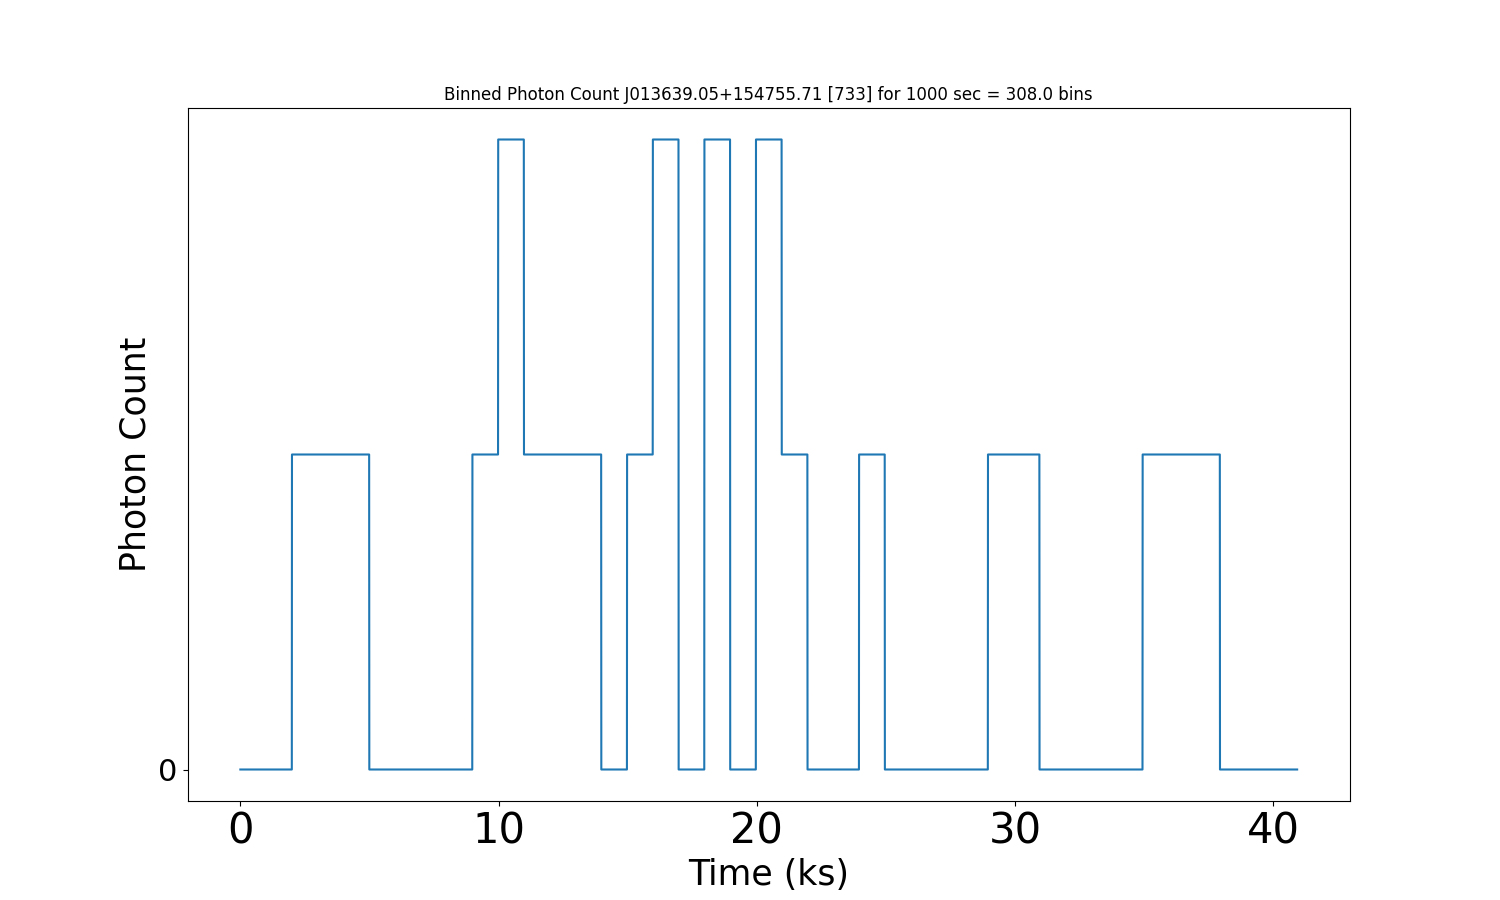 Binned Photon Count J013639.05+154755.71 [733] for 1000 sec = 308.0 bins
Photon Count
0
0 10 20 30 40
Time (ks)